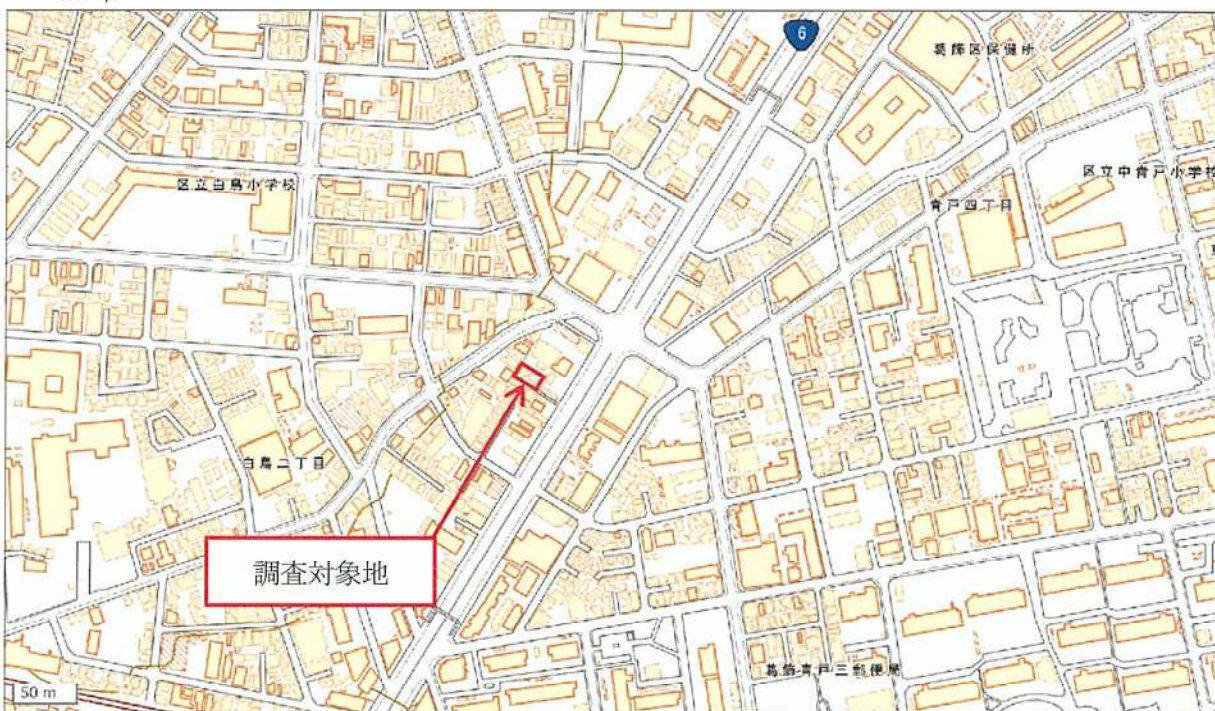 6
葛飾区保健所
区立白鳥小学校
区立中青戸小学校
青戸四丁目
白鳥二丁目
調査対象地
葛飾青戸三郵便局
50 m